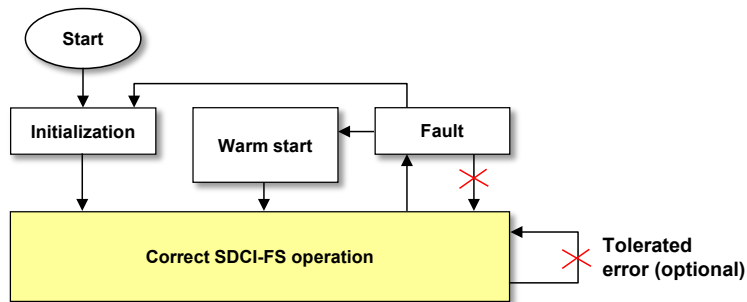 Start
Initialization
Warm start
Fault
Correct SDCI-FS operation
Tolerated
error (optional)